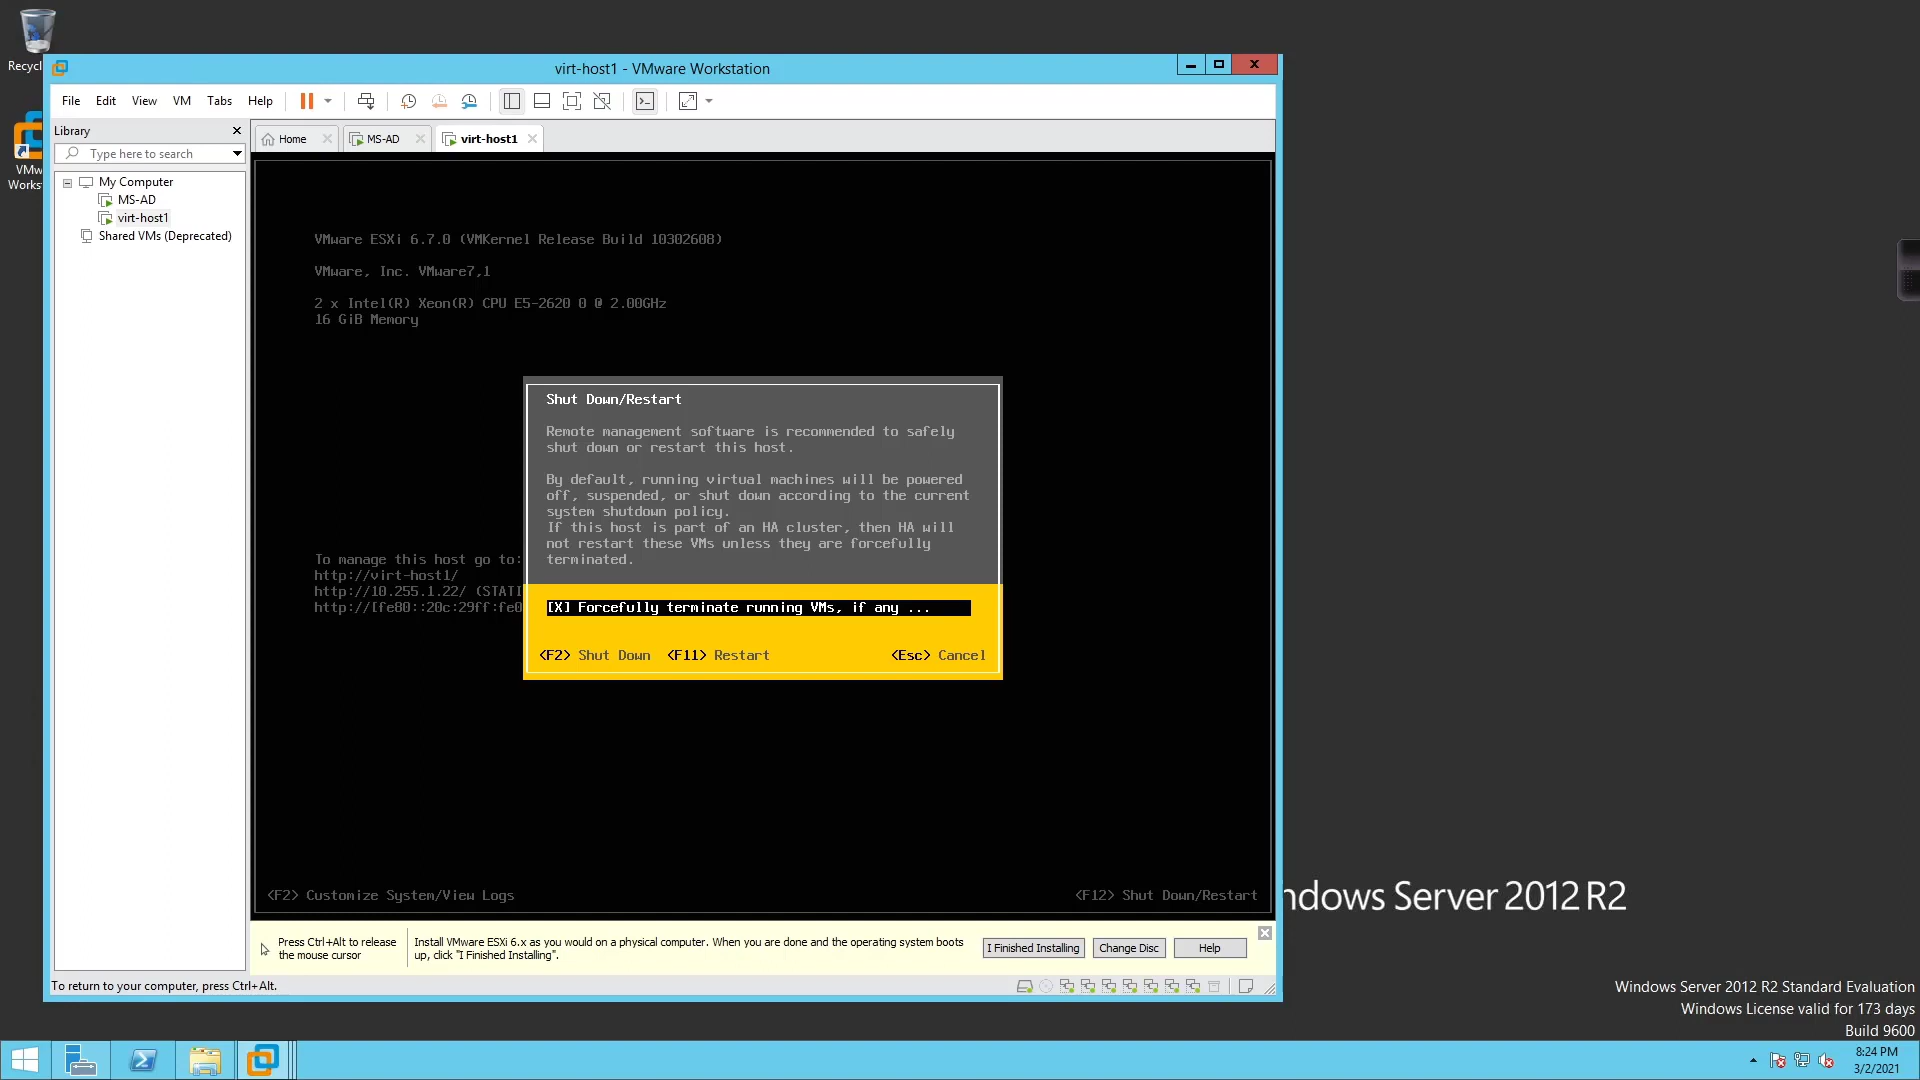 Recycl
virt-host1 - VMware Workstation
File Edit View VM Tabs Help
Library
Type here to search
Home
MS-AD
virt-host1
My Computer
MS-AD
virt-host1
Shared VMs (Deprecated)
VMw
Works
VMware ESXi 6.7.0 (VMKernel Release Build 10302608)
VMware, Inc. VMware7,1
2 x Intel(R) Xeon(R) CPU E5-2620 0 @ 2.00GHz
16 GiB Memory
To manage this host go to:
http://virt-host1/
http://10.255.1.22/ (STATI
http://[fe80::20c:29ff:fe0
Shut Down/Restart
Remote management software is recommended to safely
shut down or restart this host.
By default, running virtual machines will be powered
off, suspended, or shut down according to the current
system shutdown policy.
If this host is part of an HA cluster, then HA will
not restart these VMs unless they are forcefully
terminated.
[X] Forcefully terminate running VMs, if any ...
<F2> Shut Down <F11> Restart <Esc> Cancel
<F2> Customize System/View Logs
<F12> Shut Down/Restart
Press Ctrl+Alt to release
the mouse cursor
Install VMware ESXi 6.x as you would on a physical computer. When you are done and the operating system boots
up, click "I Finished Installing".
I Finished Installing
Change Disc
Help
To return to your computer, press Ctrl+Alt.
ndows Server 2012 R2
Windows Server 2012 R2 Standard Evaluation
Windows License valid for 173 days
Build 9600
8:24 PM
3/2/2021